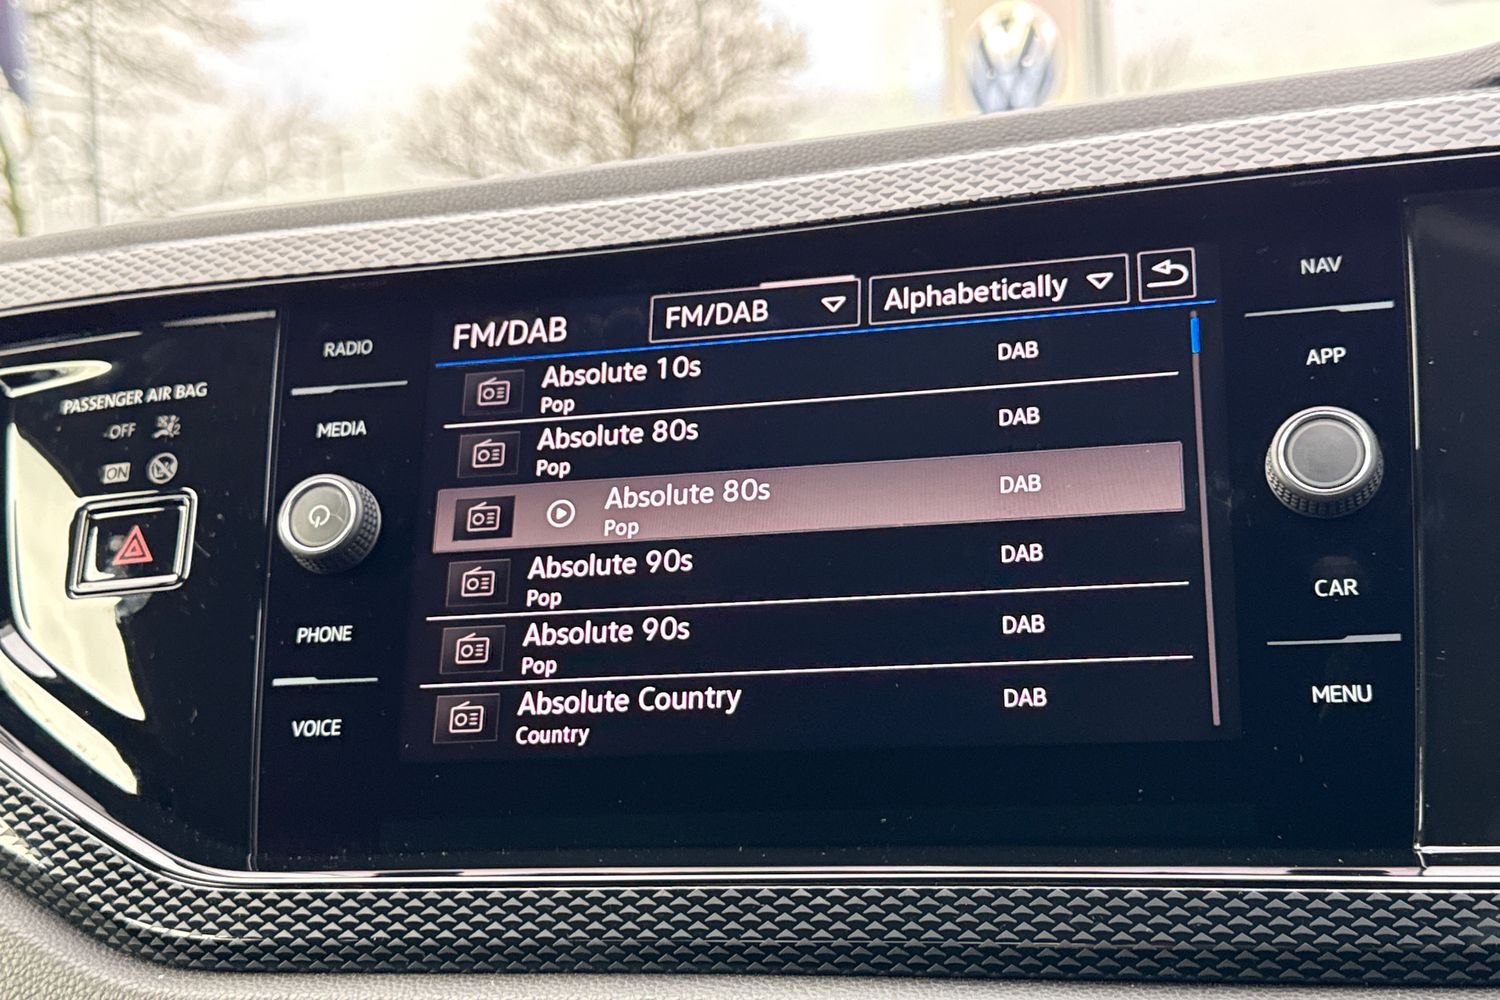 PASSENGER AIR BAG
OFF
ON
RADIO
MEDIA
PHONE
VOICE
FM/DAB
FM/DAB
Alphabetically
Absolute 10s
DAB
Pop
Absolute 80s
DAB
Pop
Absolute 80s
DAB
Pop
Absolute 90s
DAB
Pop
Absolute 90s
DAB
Pop
Absolute Country
DAB
Country
NAV
APP
CAR
MENU